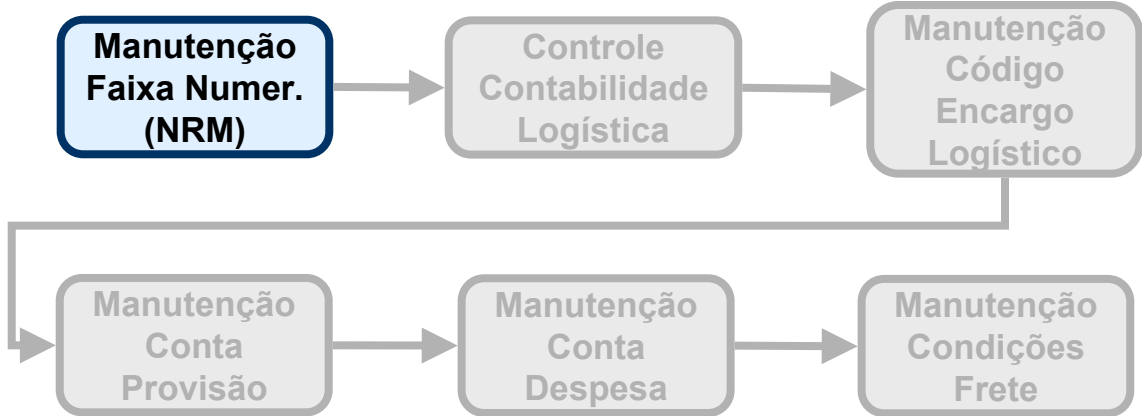 Manutenção
Faixa Numer.
(NRM)
Controle
Contabilidade
Logística
Manutenção
Código
Encargo
Logístico
Manutenção
Conta
Provisão
Manutenção
Conta
Despesa
Manutenção
Condições
Frete